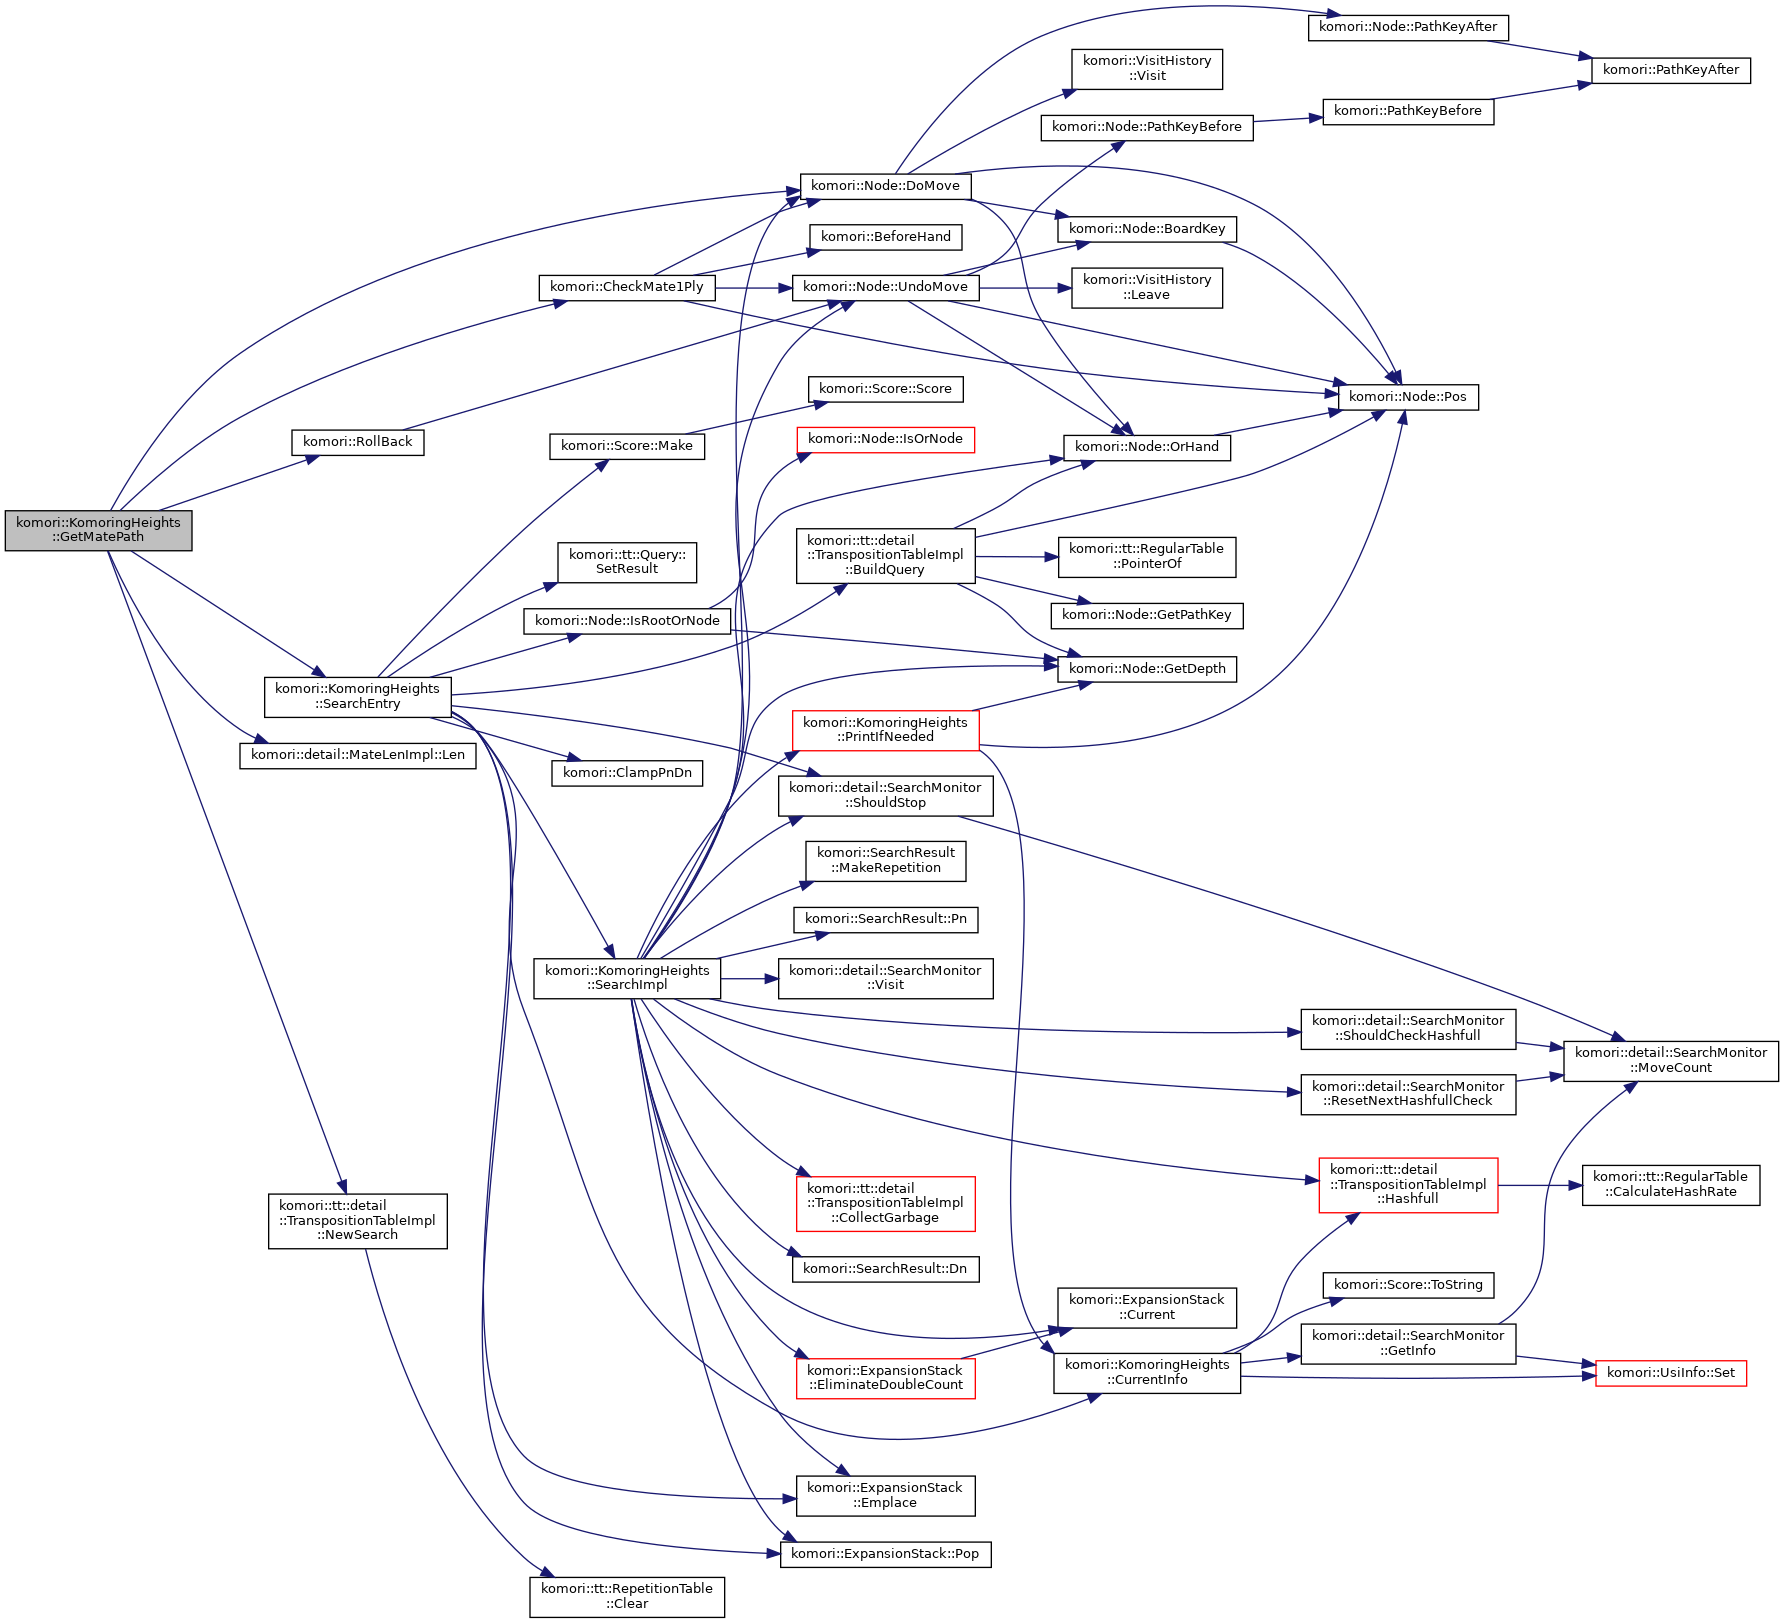 komori::KomoringHeights
::GetMatePath
komori::RollBack
komori::KomoringHeights
::SearchEntry
komori::detail::MateLenImpl::Len
komori::tt::detail
::TranspositionTableImpl
::NewSearch
komori::CheckMate1Ply
komori::Score::Make
komori::tt::Query::
SetResult
komori::Node::IsRootOrNode
komori::ClampPnDn
komori::KomoringHeights
::SearchImpl
komori::tt::RepetitionTable
::Clear
komori::Node::DoMove
komori::BeforeHand
komori::Node::UndoMove
komori::Score::Score
komori::Node::IsOrNode
komori::tt::detail
::TranspositionTableImpl
::BuildQuery
komori::KomoringHeights
::PrintIfNeeded
komori::detail::SearchMonitor
::ShouldStop
komori::SearchResult
::MakeRepetition
komori::SearchResult::Pn
komori::detail::SearchMonitor
::Visit
komori::tt::detail
::TranspositionTableImpl
::CollectGarbage
komori::SearchResult::Dn
komori::ExpansionStack
::EliminateDoubleCount
komori::ExpansionStack
::Emplace
komori::ExpansionStack::Pop
komori::VisitHistory
::Visit
komori::Node::PathKeyBefore
komori::Node::BoardKey
komori::VisitHistory
::Leave
komori::Node::OrHand
komori::tt::RegularTable
::PointerOf
komori::Node::GetPathKey
komori::Node::GetDepth
komori::ExpansionStack
::Current
komori::KomoringHeights
::CurrentInfo
komori::Node::PathKeyAfter
komori::PathKeyBefore
komori::Node::Pos
komori::detail::SearchMonitor
::ShouldCheckHashfull
komori::detail::SearchMonitor
::ResetNextHashfullCheck
komori::tt::detail
::TranspositionTableImpl
::Hashfull
komori::Score::ToString
komori::detail::SearchMonitor
::GetInfo
komori::PathKeyAfter
komori::detail::SearchMonitor
::MoveCount
komori::tt::RegularTable
::CalculateHashRate
komori::UsiInfo::Set